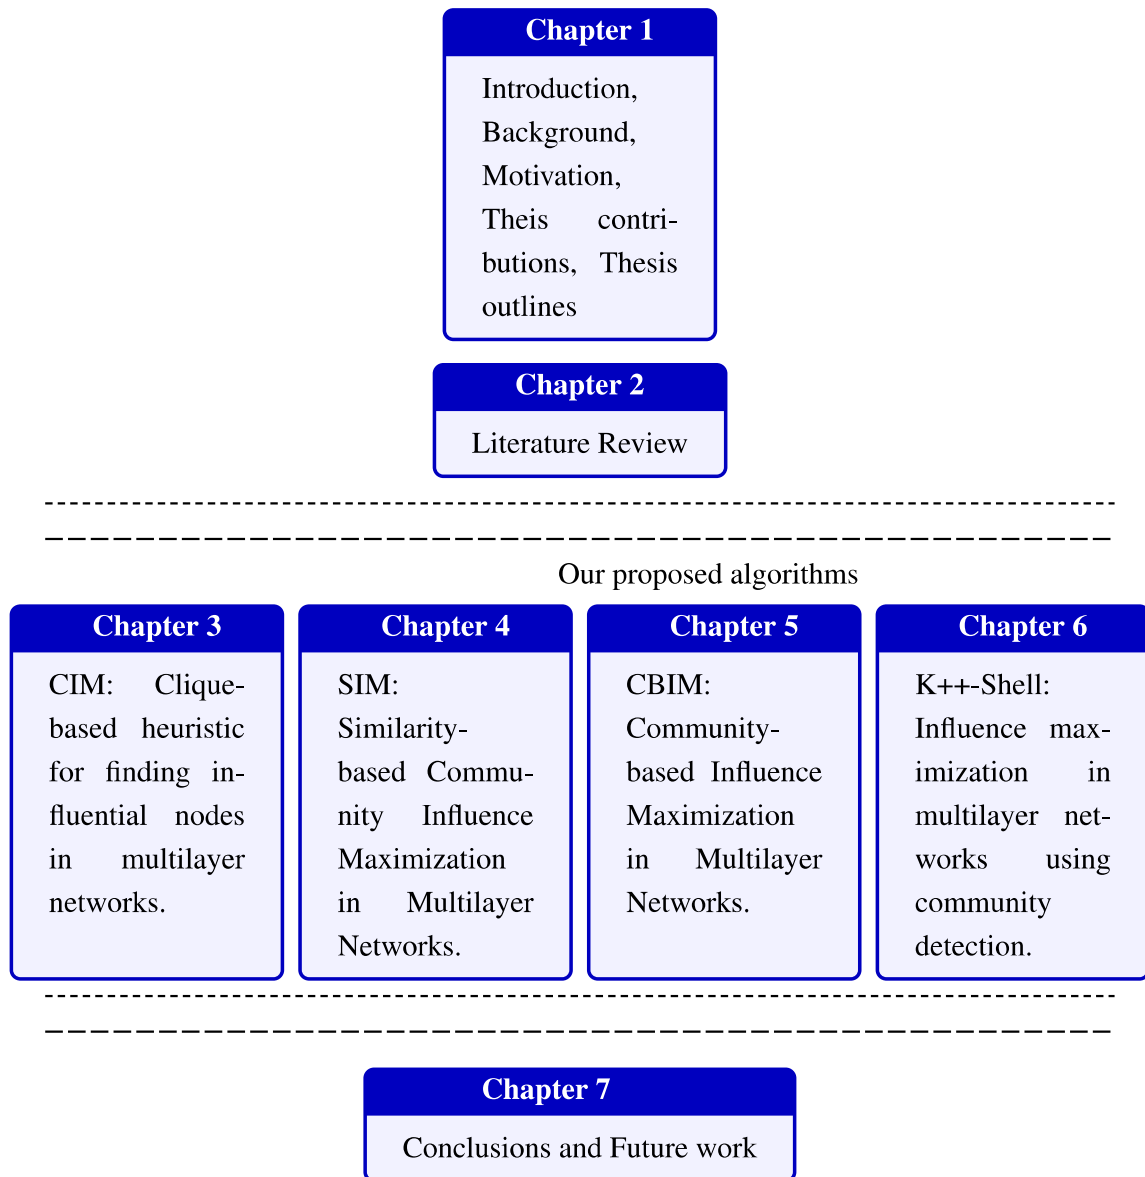 Chapter 1
Introduction,
Background,
Motivation,
Theis contri-
butions, Thesis
outlines
Chapter 2
Literature Review
Our proposed algorithms
Chapter 3
CIM: Clique-
based heuristic
for finding in-
fluential nodes
in multilayer
networks.
Chapter 4
SIM:
Similarity-
based Commu-
nity Influence
Maximization
in Multilayer
Networks.
Chapter 5
CBIM:
Community-
based Influence
Maximization
in Multilayer
Networks.
Chapter 6
K++-Shell:
Influence max-
imization in
multilayer net-
works using
community
detection.
Chapter 7
Conclusions and Future work